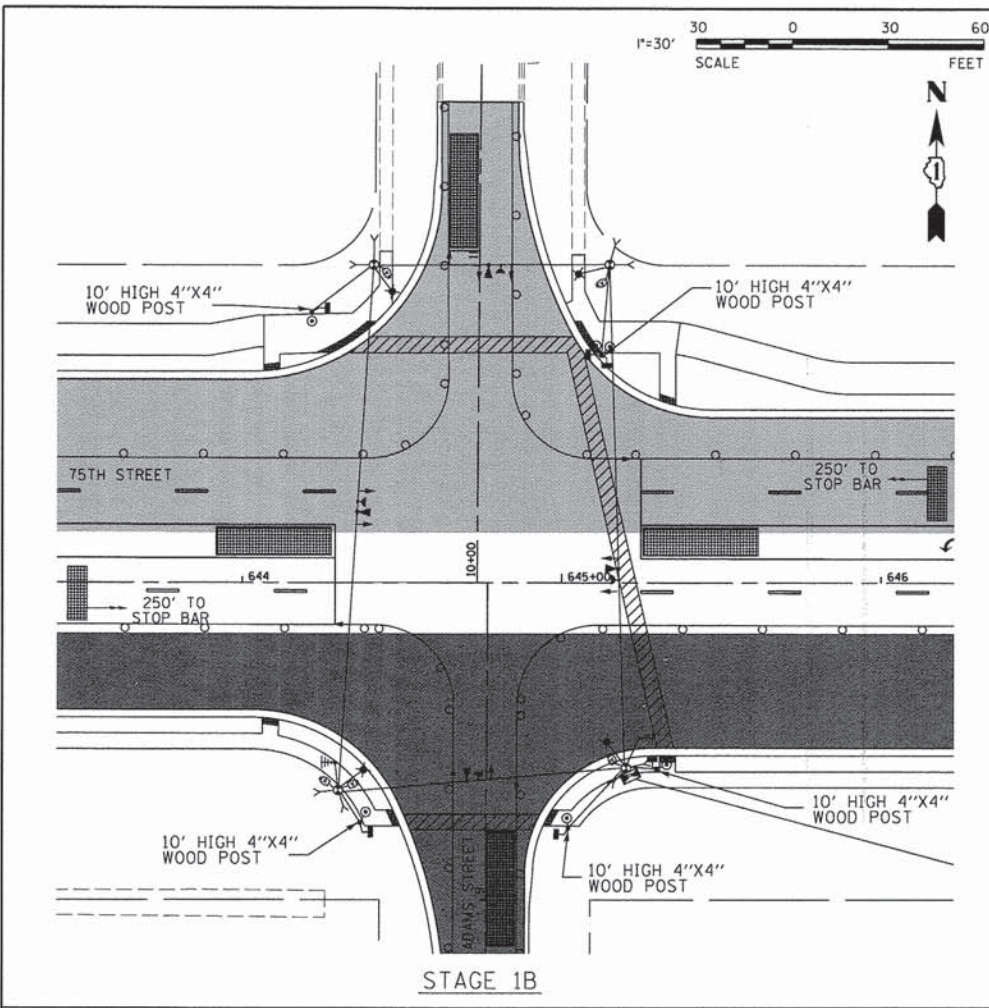 30 0 30 60
1"=30'
SCALE FEET
N
1
10' HIGH 4"X4"
WOOD POST
10' HIGH 4"X4"
WOOD POST
75TH STREET
250' TO
STOP BAR
10+00
644
645+00
646
250' TO
STOP BAR
10' HIGH 4"X4"
WOOD POST
10' HIGH 4"X4"
WOOD POST
10' HIGH 4"X4"
WOOD POST
ADAMS STREET
STAGE 1B